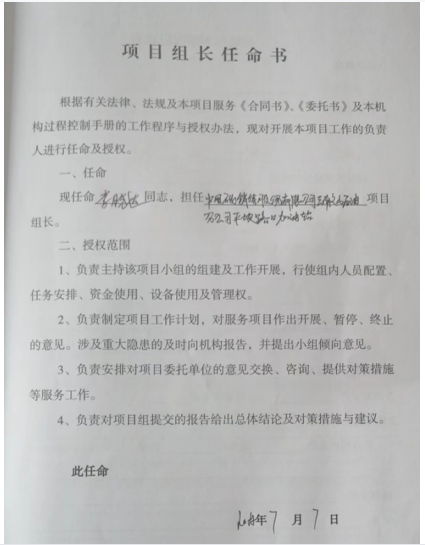 项目组长任命书
根据有关法律、法规及本项目服务《合同书》、《委托书》及本机
构过程控制手册的工作程序与授权办法，现对开展本项目工作的负责
人进行任命及授权。
一、任命
现任命 同志，担任 项目
组长。
二、授权范围
1、负责主持该项目小组的组建及工作开展，行使组内人员配置、
任务安排、资金使用、设备使用及管理权。
2、负责制定项目工作计划，对服务项目作出开展、暂停、终止
的意见。涉及重大隐患的及时向机构报告，并提出小组倾向意见。
3、负责安排对项目委托单位的意见交换、咨询、提供对策措施
等服务工作。
4、负责对项目组提交的报告给出总体结论及对策措施与建议。
此任命
年7月7日